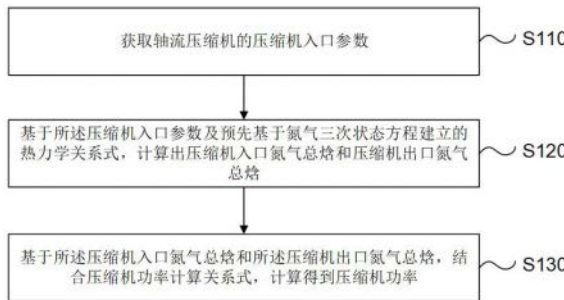 获取轴流压缩机的压缩机入口参数
S110
基于所述压缩机入口参数及预先基于氮气三次状态方程建立的
热力学关系式，计算出压缩机入口氮气总焓和压缩机出口氮气
总焓
S120
基于所述压缩机入口氮气总焓和所述压缩机出口氮气总焓，结
合压缩机功率计算关系式，计算得到压缩机功率
S130